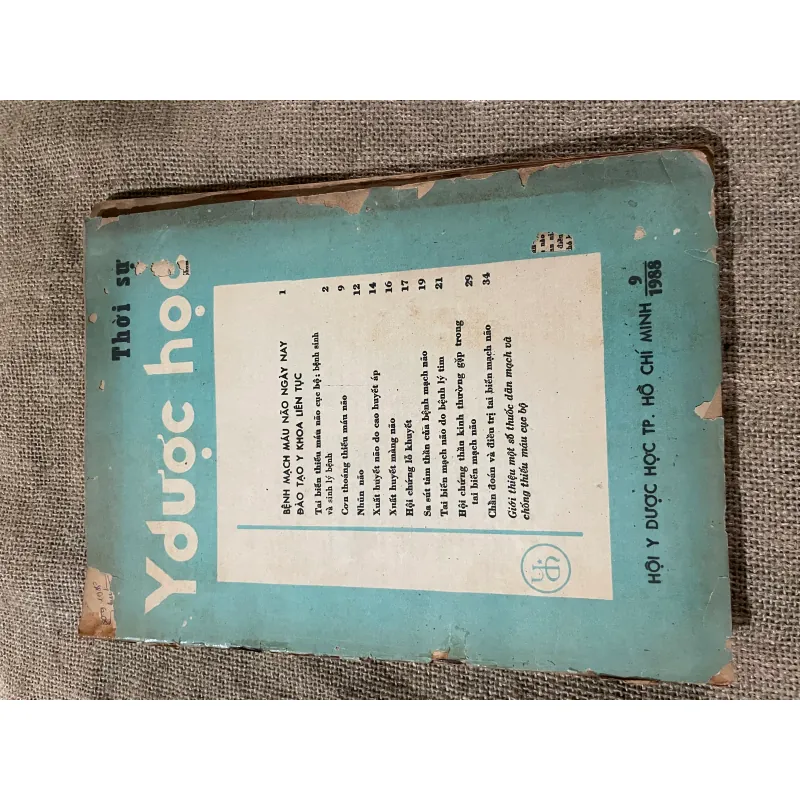 Thời sự
Y dược học
BỆNH MẠCH MÁU NÃO NGÀY NAY 1
ĐÀO TẠO Y KHOA LIÊN TỤC
Tai biến thiếu máu não cục bộ; bệnh sinh
và sinh lý bệnh 2
Cơn thoáng thiếu máu não 9
Nhũn não 12
Xuất huyết não do cao huyết áp 14
Xuất huyết màng não 16
Hội chứng lỗ khuyết 17
Sa sút tâm thần của bệnh mạch não 19
Tai biến mạch não do bệnh lý tim 21
Hội chứng thần kinh thường gặp trong
tai biến mạch não 29
Chẩn đoán và điều trị tai biến mạch não 34
Giới thiệu một số thuốc dãn mạch và
chống thiếu máu cục bộ
HỘI Y DƯỢC HỌC TP. HỒ CHÍ MINH 9
1988